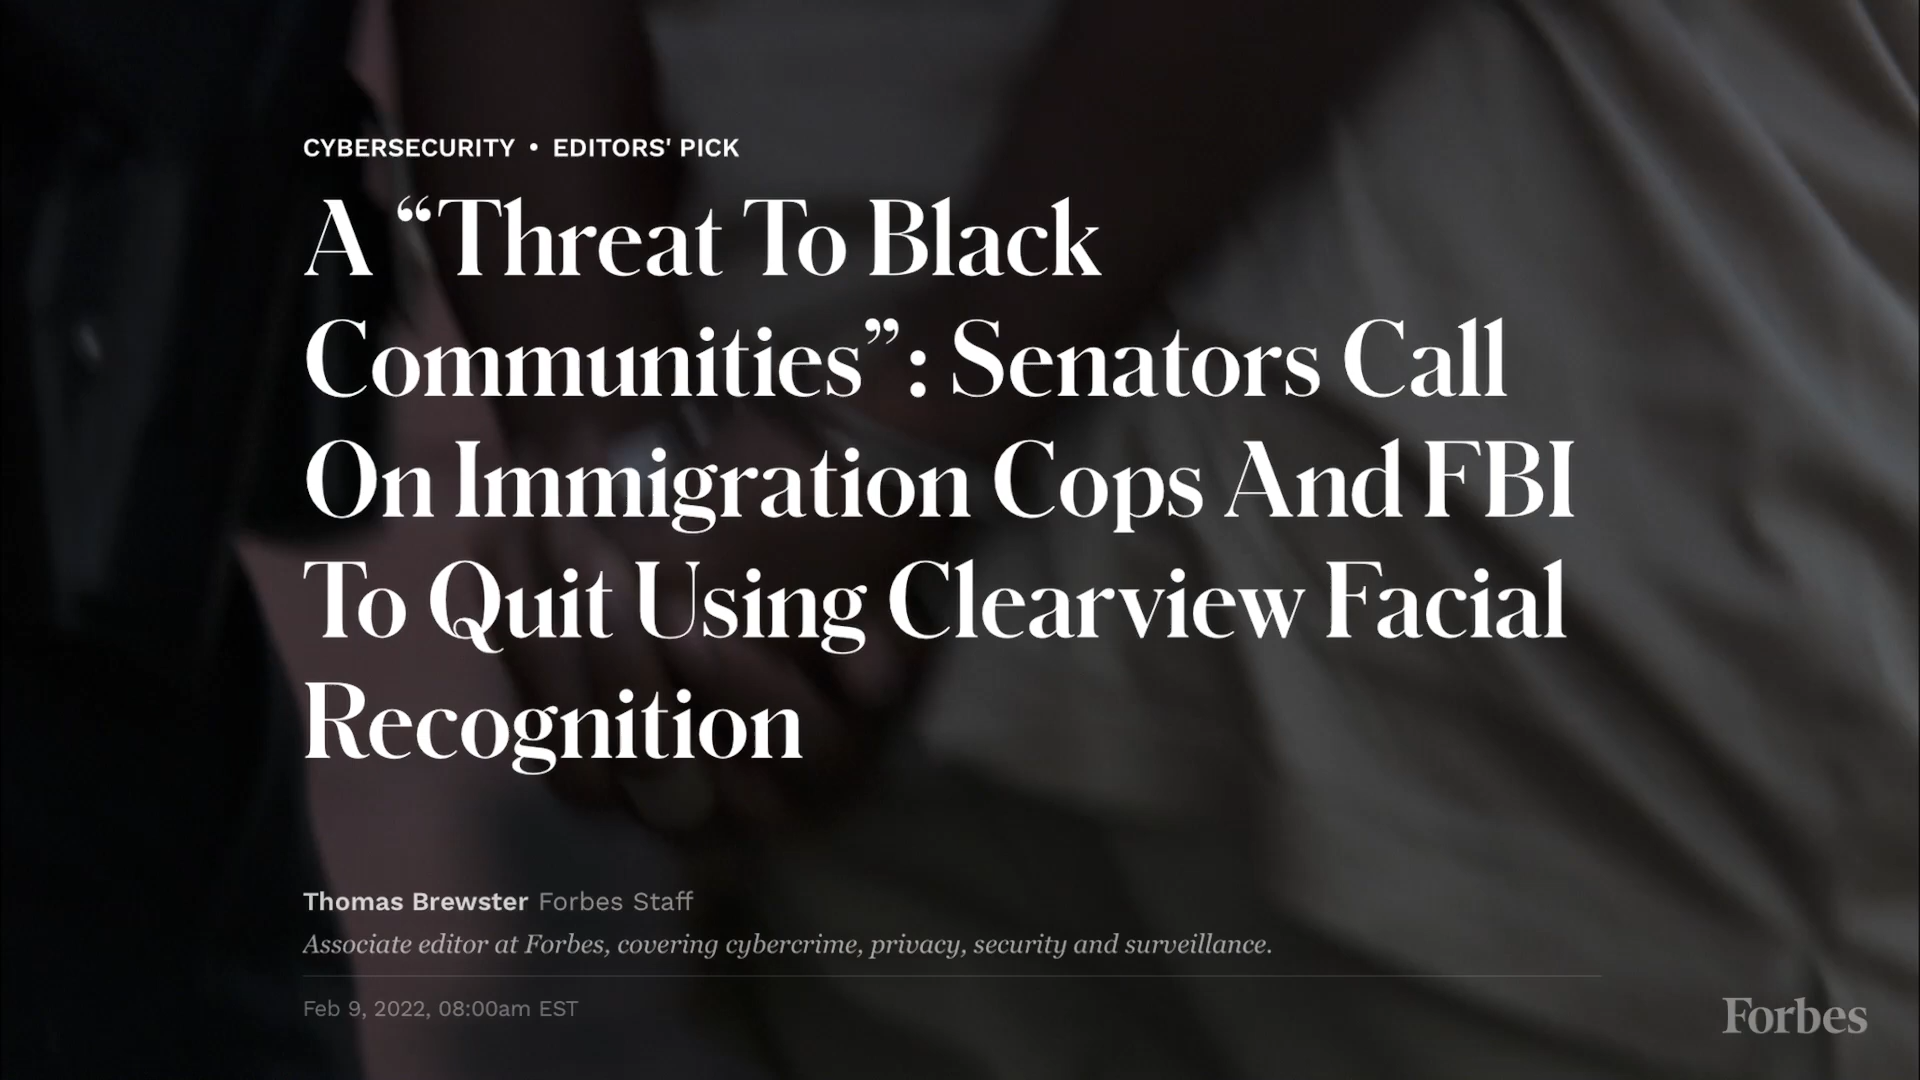 CYBERSECURITY • EDITORS' PICK
A “Threat To Black
Communities”: Senators Call
On Immigration Cops And FBI
To Quit Using Clearview Facial
Recognition
Thomas Brewster Forbes Staff
Associate editor at Forbes, covering cybercrime, privacy, security and surveillance.
Feb 9, 2022, 08:00am EST
Forbes